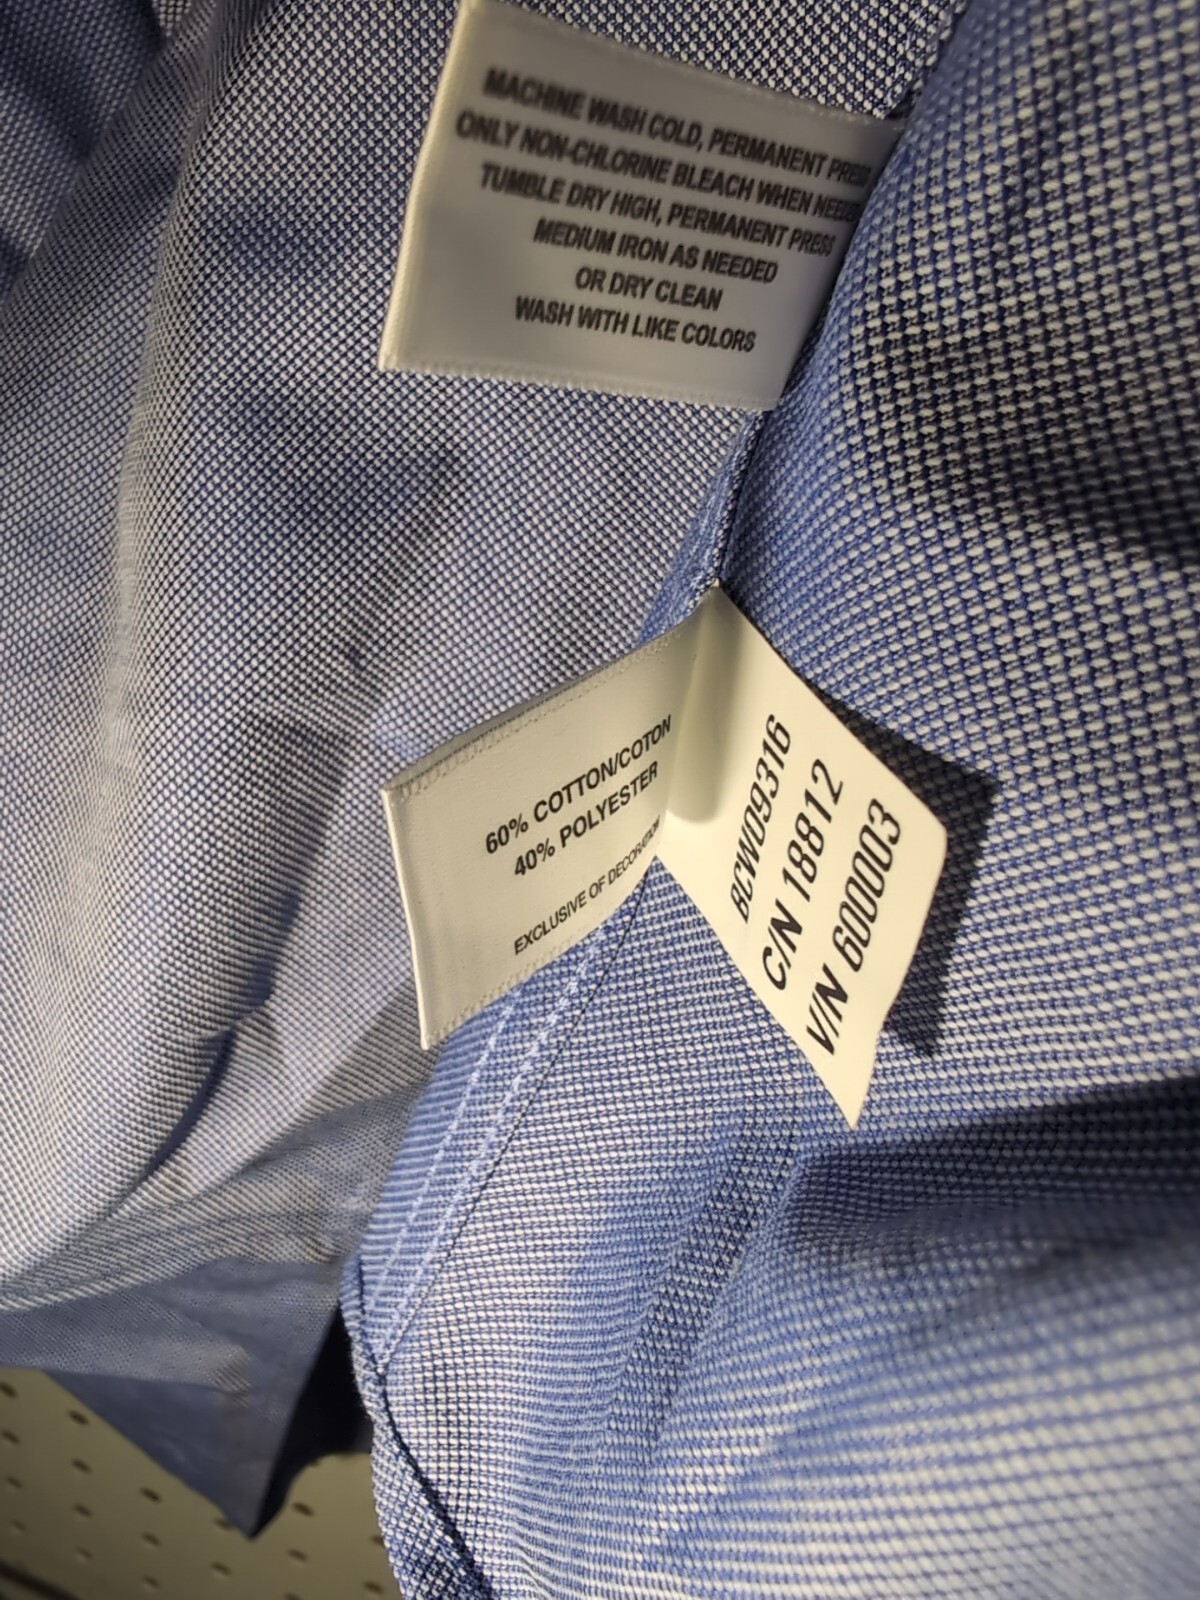 MACHINE WASH COLD, PERMANENT PRESS
ONLY NON-CHLORINE BLEACH WHEN
TUMBLE DRY HIGH, PERMANENT PRESS
MEDIUM IRON AS NEEDED
OR DRY CLEAN
WASH WITH LIKE COLORS
60% COTTON/COTON
40% POLYESTER
EXCLUSIVE OF DECORATION
BCW09316
C/N 18812
V/N 600003